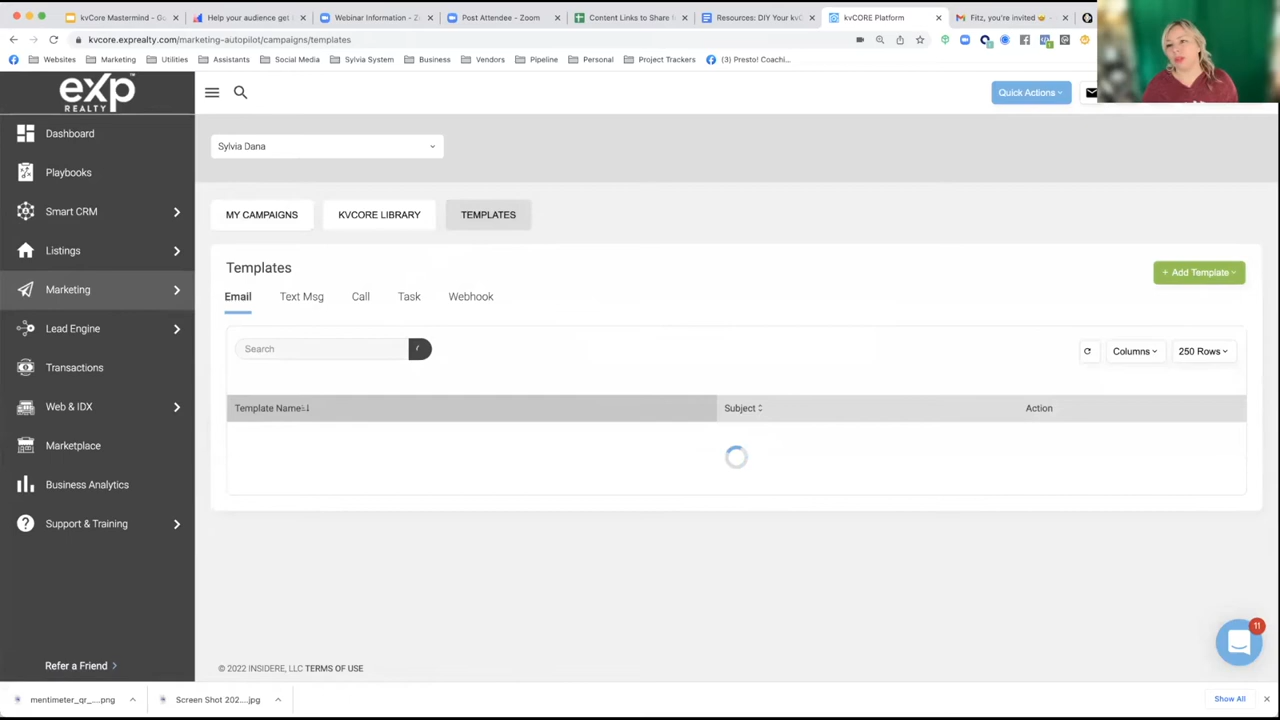 kvCore Mastermind - Go
Help your audience get
Webinar Information - Z
Post Attendee - Zoom
Content Links to Share f
Resources: DIY Your kvC
kvCORE Platform
Fitz, you're invited 🤠 -
kvcore.exprealty.com/marketing-autopilot/campaigns/templates
Websites
Marketing
Utilities
Assistants
Social Media
Sylvia System
Business
Vendors
Pipeline
Personal
Project Trackers
(3) Presto! Coachi...
eXp
REALTY
Quick Actions
Dashboard
Sylvia Dana
Playbooks
Smart CRM
MY CAMPAIGNS
KVCORE LIBRARY
TEMPLATES
Listings
Templates
+ Add Template
Marketing
Email
Text Msg
Call
Task
Webhook
Lead Engine
Search
Columns
250 Rows
Transactions
Web & IDX
Template Name
Subject
Action
Marketplace
Business Analytics
Support & Training
11
Refer a Friend
© 2022 INSIDERE, LLC TERMS OF USE
mentimeter_qr_....png
Screen Shot 202....jpg
Show All